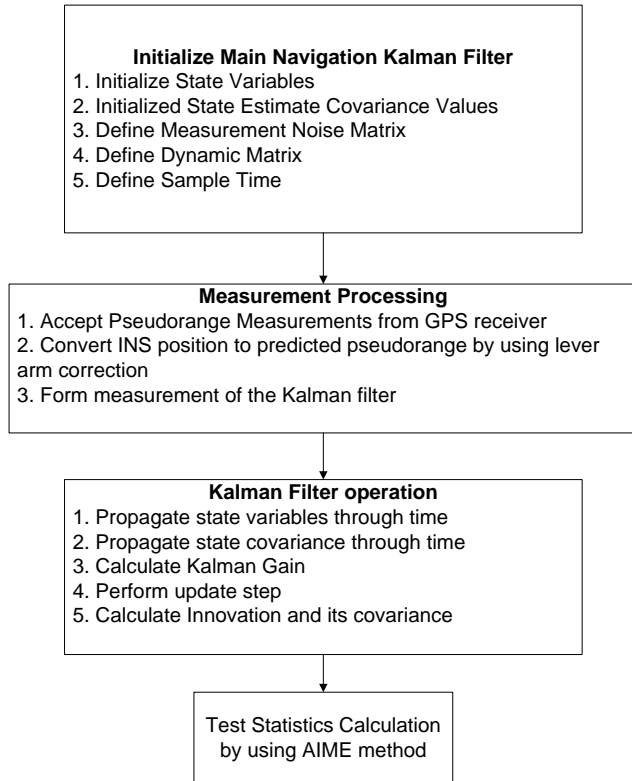 Initialize Main Navigation Kalman Filter
1. Initialize State Variables
2. Initialized State Estimate Covariance Values
3. Define Measurement Noise Matrix
4. Define Dynamic Matrix
5. Define Sample Time
Measurement Processing
1. Accept Pseudorange Measurements from GPS receiver
2. Convert INS position to predicted pseudorange by using lever
arm correction
3. Form measurement of the Kalman filter
Kalman Filter operation
1. Propagate state variables through time
2. Propagate state covariance through time
3. Calculate Kalman Gain
4. Perform update step
5. Calculate Innovation and its covariance
Test Statistics Calculation
by using AIME method